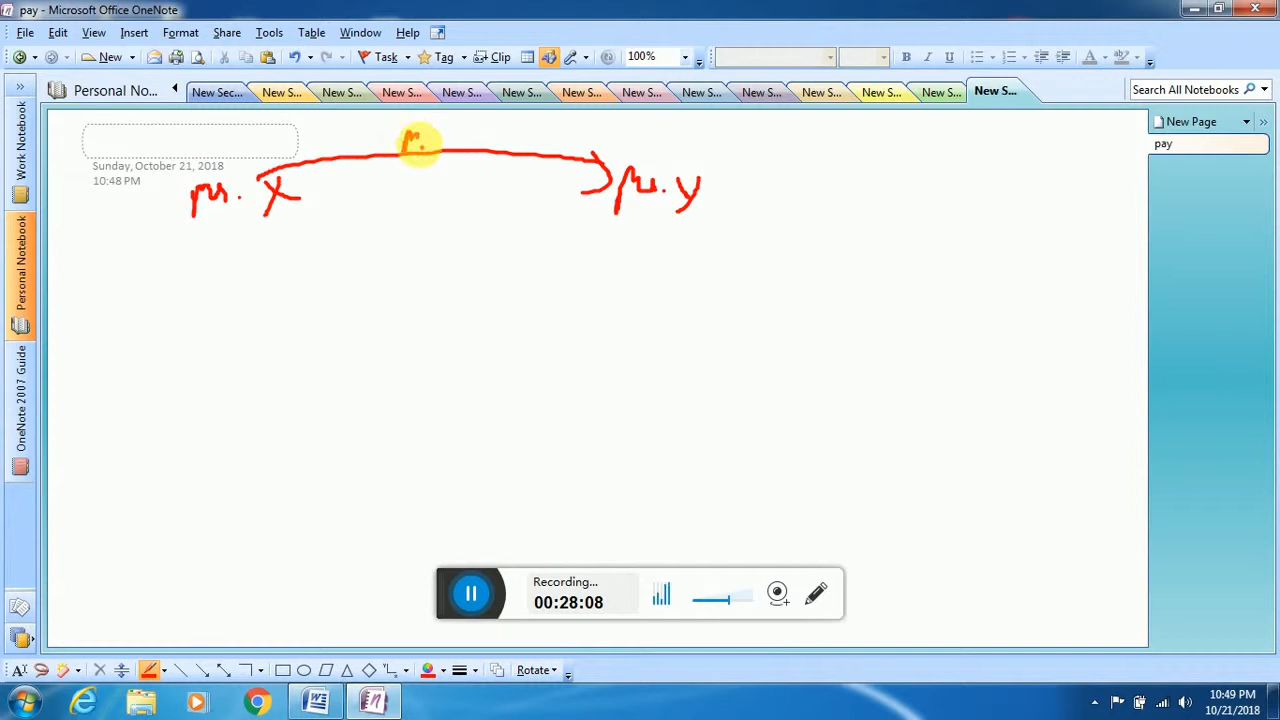 pay - Microsoft Office OneNote
File Edit View Insert Format Share Tools Table Window Help
New Task Tag Clip 100% B I U A ab
Personal No... New Sec... New S... New S... New S... New S... New S... New S... New S... New S... New S... New S... New S... New S... New S... Search All Notebooks
New Page
pay
Sunday, October 21, 2018
10:48 PM
Mr. X Mr. y
Work Notebook
Personal Notebook
OneNote 2007 Guide
Recording...
00:28:08
Rotate
10:49 PM
10/21/2018